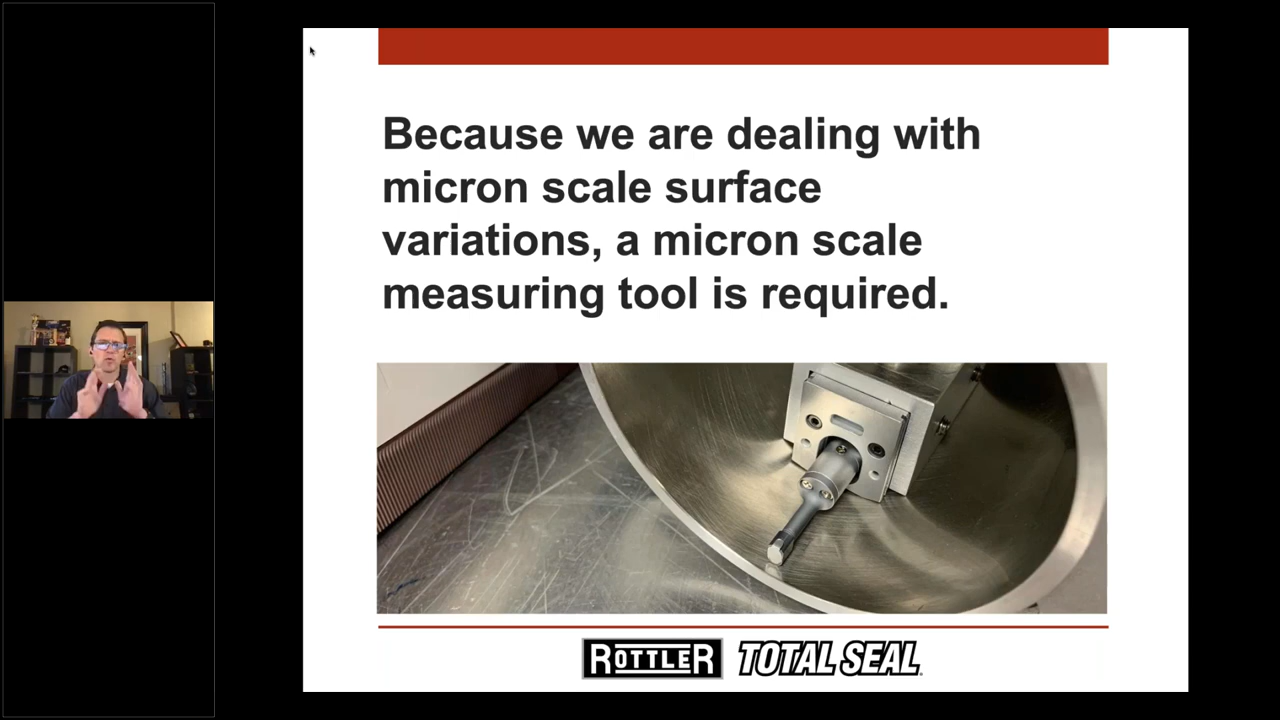 Because we are dealing with
micron scale surface
variations, a micron scale
measuring tool is required.
ROTTLER TOTAL SEAL